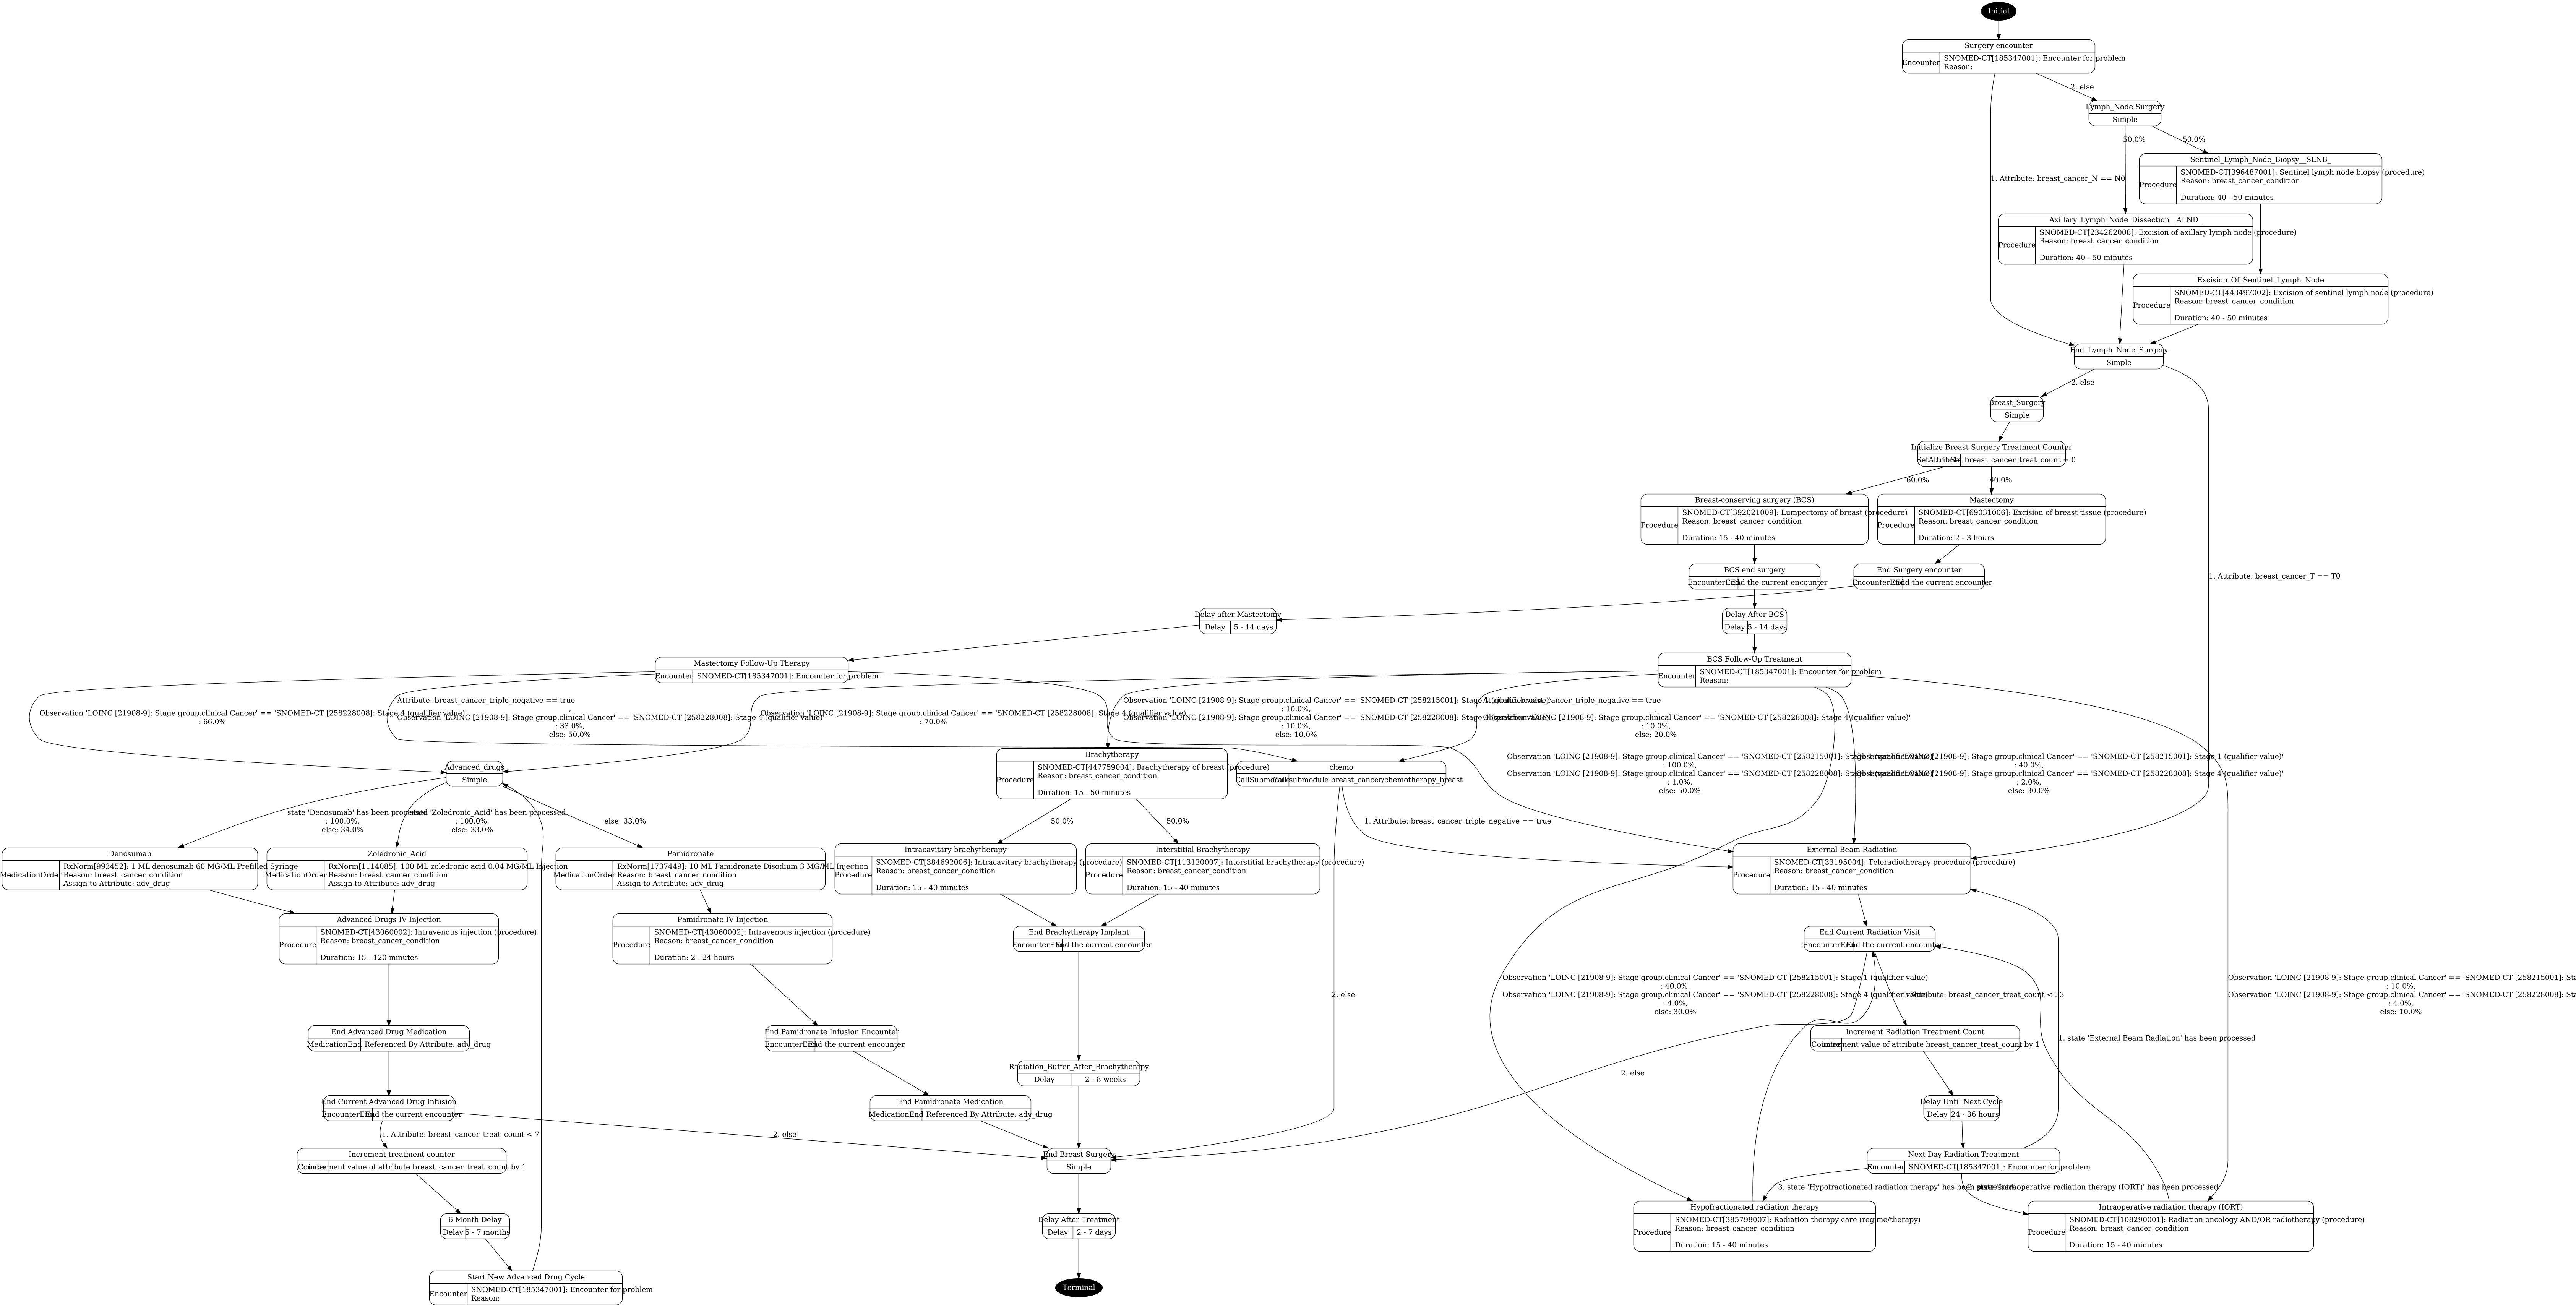 Initial
Surgery encounter
Encounter
SNOMED-CT[185347001]: Encounter for problem
Reason:
2. else
Lymph_Node Surgery
Simple
50.0%
50.0%
1. Attribute: breast_cancer_N == N0
Sentinel_Lymph_Node_Biopsy__SLNB_
Procedure
SNOMED-CT[396487001]: Sentinel lymph node biopsy (procedure)
Reason: breast_cancer_condition
Duration: 40 - 50 minutes
Axillary_Lymph_Node_Dissection__ALND_
Procedure
SNOMED-CT[234262008]: Excision of axillary lymph node (procedure)
Reason: breast_cancer_condition
Duration: 40 - 50 minutes
Excision_Of_Sentinel_Lymph_Node
Procedure
SNOMED-CT[443497002]: Excision of sentinel lymph node (procedure)
Reason: breast_cancer_condition
Duration: 40 - 50 minutes
End_Lymph_Node_Surgery
Simple
2. else
1. Attribute: breast_cancer_T == T0
Breast_Surgery
Simple
Initialize Breast Surgery Treatment Counter
SetAttribute
Set breast_cancer_treat_count = 0
60.0%
40.0%
Breast-conserving surgery (BCS)
Procedure
SNOMED-CT[392021009]: Lumpectomy of breast (procedure)
Reason: breast_cancer_condition
Duration: 15 - 40 minutes
Mastectomy
Procedure
SNOMED-CT[69031006]: Excision of breast tissue (procedure)
Reason: breast_cancer_condition
Duration: 2 - 3 hours
BCS end surgery
EncounterEnd
End the current encounter
End Surgery encounter
EncounterEnd
End the current encounter
Delay after Mastectomy
Delay
5 - 14 days
Delay After BCS
Delay
5 - 14 days
Mastectomy Follow-Up Therapy
Encounter
SNOMED-CT[185347001]: Encounter for problem
BCS Follow-Up Treatment
Encounter
SNOMED-CT[185347001]: Encounter for problem
Reason:
Observation 'LOINC [21908-9]: Stage group.clinical Cancer' == 'SNOMED-CT [258228008]: Stage 4 (qualifier value)'
: 66.0%
Attribute: breast_cancer_triple_negative == true
,
Observation 'LOINC [21908-9]: Stage group.clinical Cancer' == 'SNOMED-CT [258228008]: Stage 4 (qualifier value)'
: 33.0%,
else: 50.0%
Observation 'LOINC [21908-9]: Stage group.clinical Cancer' == 'SNOMED-CT [258228008]: Stage 4 (qualifier value)'
: 70.0%
Observation 'LOINC [21908-9]: Stage group.clinical Cancer' == 'SNOMED-CT [258215001]: Stage 1 (qualifier value)'
: 10.0%,
Observation 'LOINC [21908-9]: Stage group.clinical Cancer' == 'SNOMED-CT [258228008]: Stage 4 (qualifier value)'
: 10.0%,
else: 10.0%
Attribute: breast_cancer_triple_negative == true
,
Observation 'LOINC [21908-9]: Stage group.clinical Cancer' == 'SNOMED-CT [258228008]: Stage 4 (qualifier value)'
: 10.0%,
else: 20.0%
Observation 'LOINC [21908-9]: Stage group.clinical Cancer' == 'SNOMED-CT [258215001]: Stage 1 (qualifier value)'
: 100.0%,
Observation 'LOINC [21908-9]: Stage group.clinical Cancer' == 'SNOMED-CT [258228008]: Stage 4 (qualifier value)'
: 1.0%,
else: 50.0%
Observation 'LOINC [21908-9]: Stage group.clinical Cancer' == 'SNOMED-CT [258215001]: Stage 1 (qualifier value)'
: 40.0%,
Observation 'LOINC [21908-9]: Stage group.clinical Cancer' == 'SNOMED-CT [258228008]: Stage 4 (qualifier value)'
: 2.0%,
else: 30.0%
Advanced_drugs
Simple
Brachytherapy
Procedure
SNOMED-CT[447759004]: Brachytherapy of breast (procedure)
Reason: breast_cancer_condition
Duration: 15 - 50 minutes
chemo
CallSubmodule
Call submodule breast_cancer/chemotherapy_breast
state 'Denosumab' has been processed
: 100.0%,
else: 34.0%
state 'Zoledronic_Acid' has been processed
: 100.0%,
else: 33.0%
else: 33.0%
50.0%
50.0%
1. Attribute: breast_cancer_triple_negative == true
Denosumab
MedicationOrder
RxNorm[993452]: 1 ML denosumab 60 MG/ML Prefilled Syringe
Reason: breast_cancer_condition
Assign to Attribute: adv_drug
Zoledronic_Acid
MedicationOrder
RxNorm[1114085]: 100 ML zoledronic acid 0.04 MG/ML Injection
Reason: breast_cancer_condition
Assign to Attribute: adv_drug
Pamidronate
MedicationOrder
RxNorm[1737449]: 10 ML Pamidronate Disodium 3 MG/ML Injection
Reason: breast_cancer_condition
Assign to Attribute: adv_drug
Intracavitary brachytherapy
Procedure
SNOMED-CT[384692006]: Intracavitary brachytherapy (procedure)
Reason: breast_cancer_condition
Duration: 15 - 40 minutes
Interstitial Brachytherapy
Procedure
SNOMED-CT[113120007]: Interstitial brachytherapy (procedure)
Reason: breast_cancer_condition
Duration: 15 - 40 minutes
External Beam Radiation
Procedure
SNOMED-CT[33195004]: Teleradiotherapy procedure (procedure)
Reason: breast_cancer_condition
Duration: 15 - 40 minutes
Advanced Drugs IV Injection
Procedure
SNOMED-CT[43060002]: Intravenous injection (procedure)
Reason: breast_cancer_condition
Duration: 15 - 120 minutes
Pamidronate IV Injection
Procedure
SNOMED-CT[43060002]: Intravenous injection (procedure)
Reason: breast_cancer_condition
Duration: 2 - 24 hours
End Brachytherapy Implant
EncounterEnd
End the current encounter
End Current Radiation Visit
EncounterEnd
End the current encounter
2. else
Observation 'LOINC [21908-9]: Stage group.clinical Cancer' == 'SNOMED-CT [258215001]: Stage 1 (qualifier value)'
: 40.0%,
Observation 'LOINC [21908-9]: Stage group.clinical Cancer' == 'SNOMED-CT [258228008]: Stage 4 (qualifier value)'
: 4.0%,
else: 30.0%
1. Attribute: breast_cancer_treat_count < 33
Observation 'LOINC [21908-9]: Stage group.clinical Cancer' == 'SNOMED-CT [258215001]: Sta
: 10.0%,
Observation 'LOINC [21908-9]: Stage group.clinical Cancer' == 'SNOMED-CT [258228008]: Sta
: 4.0%,
else: 10.0%
End Advanced Drug Medication
MedicationEnd
Referenced By Attribute: adv_drug
End Pamidronate Infusion Encounter
EncounterEnd
End the current encounter
Increment Radiation Treatment Count
Counter
increment value of attribute breast_cancer_treat_count by 1
1. state 'External Beam Radiation' has been processed
Radiation_Buffer_After_Brachytherapy
Delay
2 - 8 weeks
2. else
End Current Advanced Drug Infusion
EncounterEnd
End the current encounter
End Pamidronate Medication
MedicationEnd
Referenced By Attribute: adv_drug
Delay Until Next Cycle
Delay
24 - 36 hours
1. Attribute: breast_cancer_treat_count < 7
2. else
Increment treatment counter
Counter
increment value of attribute breast_cancer_treat_count by 1
End Breast Surgery
Simple
Next Day Radiation Treatment
Encounter
SNOMED-CT[185347001]: Encounter for problem
3. state 'Hypofractionated radiation therapy' has been processed
2. state 'Intraoperative radiation therapy (IORT)' has been processed
6 Month Delay
Delay
5 - 7 months
Delay After Treatment
Delay
2 - 7 days
Hypofractionated radiation therapy
Procedure
SNOMED-CT[385798007]: Radiation therapy care (regime/therapy)
Reason: breast_cancer_condition
Duration: 15 - 40 minutes
Intraoperative radiation therapy (IORT)
Procedure
SNOMED-CT[108290001]: Radiation oncology AND/OR radiotherapy (procedure)
Reason: breast_cancer_condition
Duration: 15 - 40 minutes
Start New Advanced Drug Cycle
Encounter
SNOMED-CT[185347001]: Encounter for problem
Reason:
Terminal